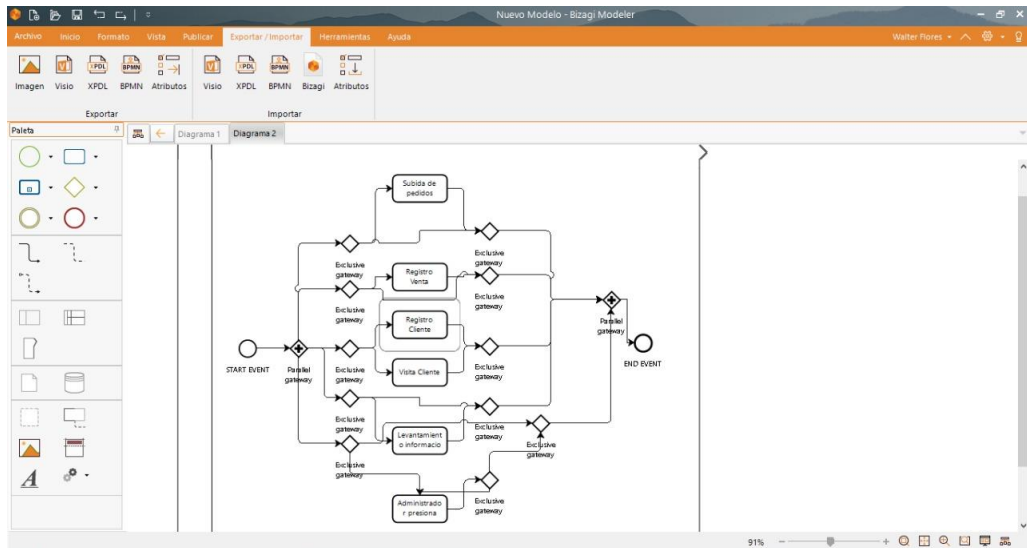 Nuevo Modelo - Bizagi Modeler
Archivo Inicio Formato Vista Publicar Exportar / Importar Herramientas Ayuda Walter Flores
Imagen Visio XPDL BPMN Atributos Visio XPDL BPMN Bizagi Atributos
Exportar Importar
Paleta
Diagrama 1 Diagrama 2
Subida de
pedidos
Exclusive
gateway
Exclusive
gateway
Registro
Venta
Exclusive
gateway
Exclusive
gateway
Registro
Cliente
Parallel
gateway
START EVENT
Parallel
gateway
Exclusive
gateway
Visita Cliente
Exclusive
gateway
END EVENT
Exclusive
gateway
Levantamient
o informacio
Exclusive
gateway
Exclusive
gateway
Exclusive
gateway
Administrado
r presiona
Exclusive
gateway
A
91%